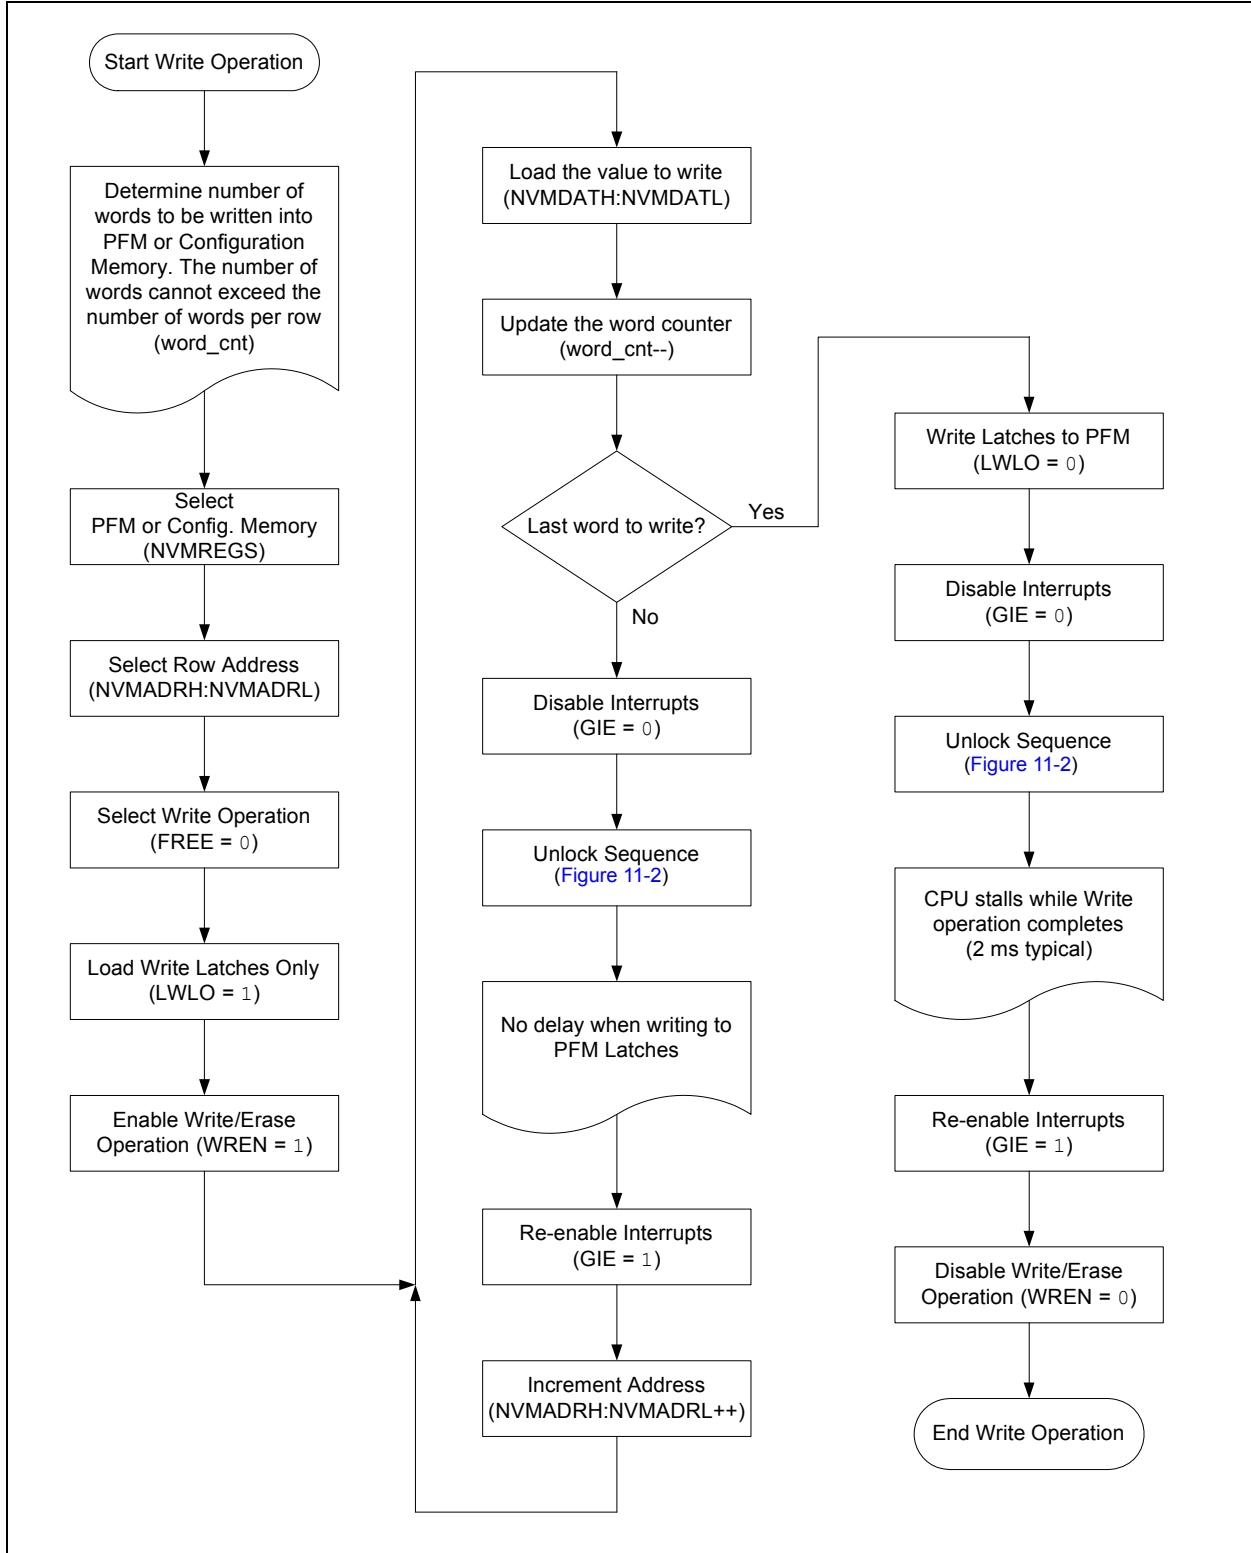 Start Write Operation
Determine number of
words to be written into
PFM or Configuration
Memory. The number of
words cannot exceed the
number of words per row
(word_cnt)
Select
PFM or Config. Memory
(NVMREGS)
Select Row Address
(NVMADRH:NVMADRL)
Select Write Operation
(FREE = 0)
Load Write Latches Only
(LWLO = 1)
Enable Write/Erase
Operation (WREN = 1)
Load the value to write
(NVMDATH:NVMDATL)
Update the word counter
(word_cnt--)
Last word to write?
Yes
No
Disable Interrupts
(GIE = 0)
Unlock Sequence
(Figure 11-2)
No delay when writing to
PFM Latches
Re-enable Interrupts
(GIE = 1)
Increment Address
(NVMADRH:NVMADRL++)
Write Latches to PFM
(LWLO = 0)
Disable Interrupts
(GIE = 0)
Unlock Sequence
(Figure 11-2)
CPU stalls while Write
operation completes
(2 ms typical)
Re-enable Interrupts
(GIE = 1)
Disable Write/Erase
Operation (WREN = 0)
End Write Operation